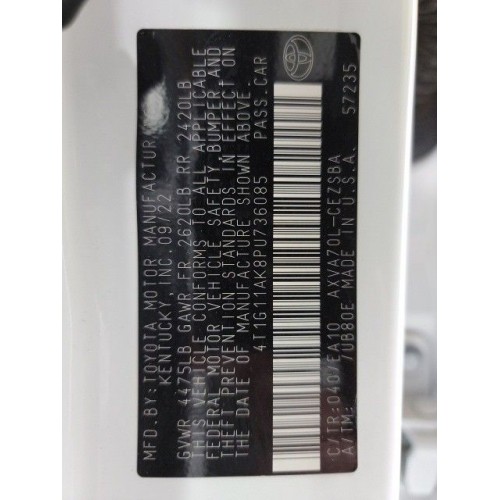 MFD.BY:TOYOTA MOTOR MANUFACTUR
KENTUCKY INC.09/22
GVWR 4475LB GAWR FR 2620LB RR 2420LB
THIS VEHICLE CONFORMS TO ALL APPLICABLE
FEDERAL MOTOR VEHICLE SAFETY BUMPER,AND
THEFT PREVENTION STANDARDS IN EFFECT ON
THE DATE OF MANUFACTURE SHOWN ABOVE.
4T1G11AK8PU736085 PASS.CAR
C/TR:040/EA10 AXVA70L-CEZSBA
A/TM: /UB80E MADE IN U.S.A. 57235